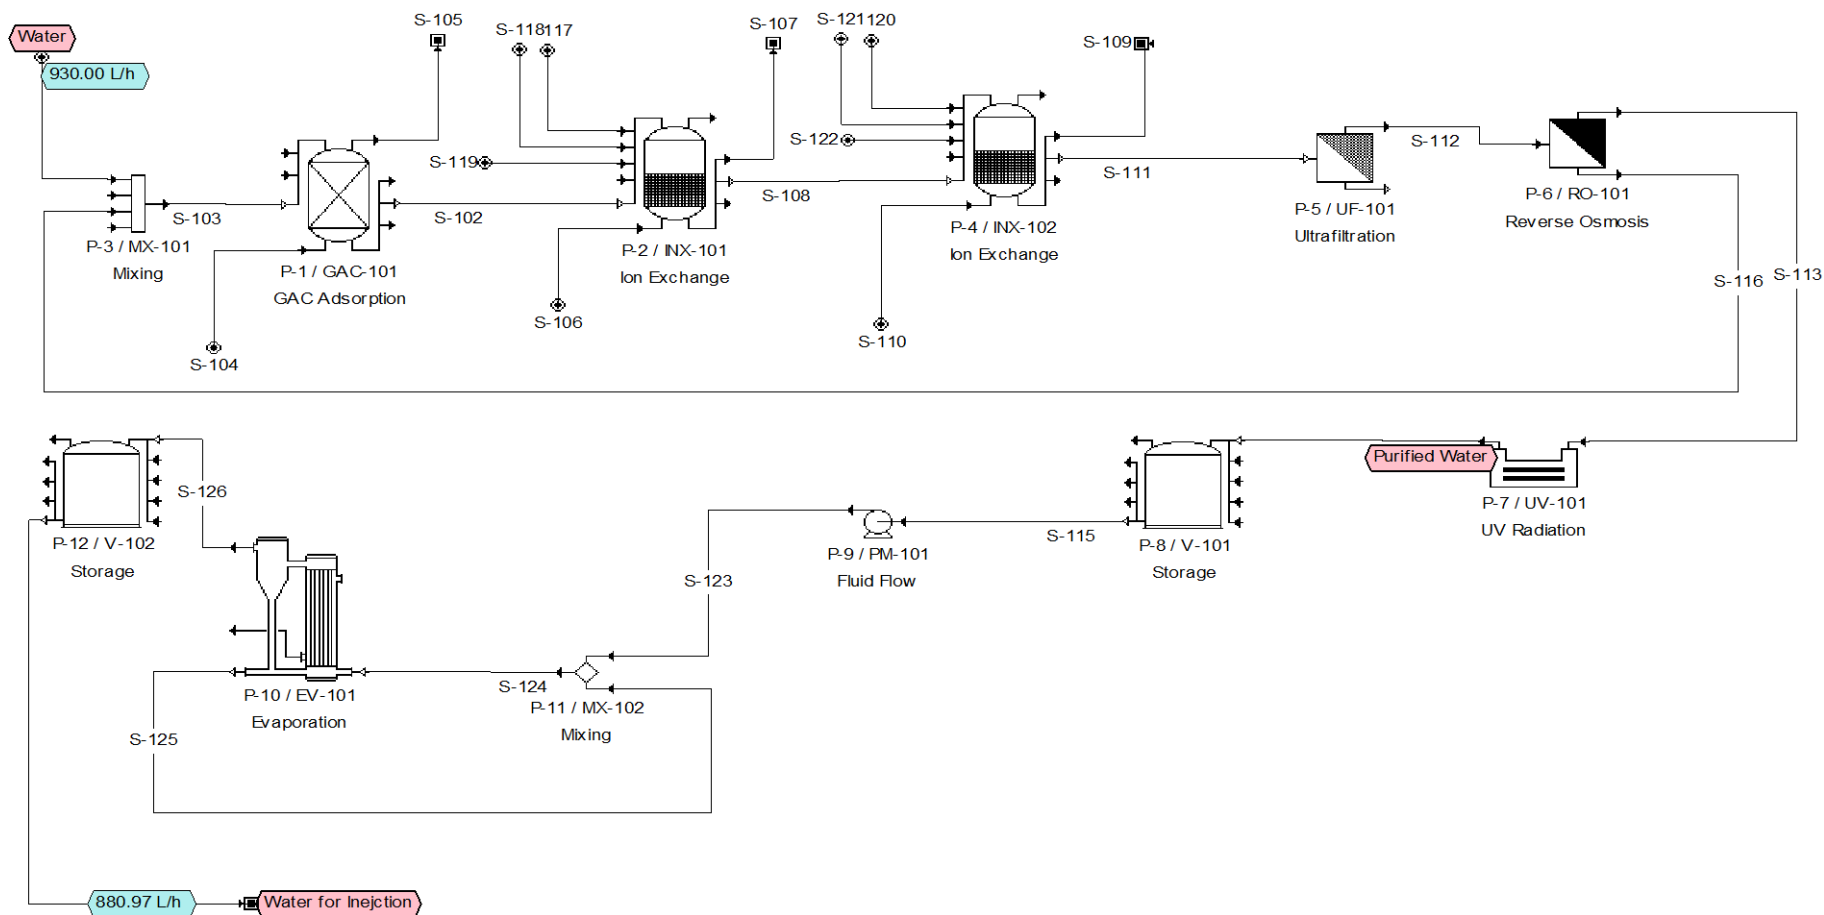 Water
930.00 L/h
S-105
S-118117
S-107
S-121120
S-109
S-119
S-122
S-103
S-102
S-108
S-111
S-112
P-3 / MX-101
Mixing
P-1 / GAC-101
GAC Adsorption
P-2 / INX-101
Ion Exchange
P-4 / INX-102
Ion Exchange
P-5 / UF-101
Ultrafiltration
P-6 / RO-101
Reverse Osmosis
S-104
S-106
S-110
S-116
S-113
S-126
P-12 / V-102
Storage
P-10 / EV-101
Evaporation
S-125
S-124
P-11 / MX-102
Mixing
S-123
P-9 / PM-101
Fluid Flow
S-115
P-8 / V-101
Storage
Purified Water
P-7 / UV-101
UV Radiation
880.97 L/h
Water for Inejction